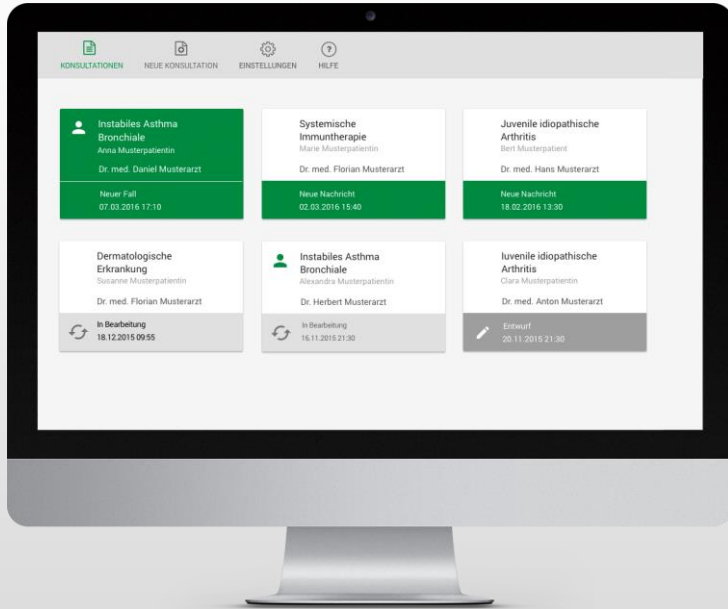 KONSULTATIONEN NEUE KONSULTATION EINSTELLUNGEN HILFE
Instabiles Asthma
Bronchiale
Anna Musterpatientin
Dr. med. Daniel Musterarzt
Neuer Fall
07.03.2016 17:10
Systemische
Immuntherapie
Marie Musterpatientin
Dr. med. Florian Musterarzt
Neue Nachricht
02.03.2016 15:40
Juvenile idiopathische
Arthritis
Bert Musterpatient
Dr. med. Hans Musterarzt
Neue Nachricht
18.02.2016 13:30
Dermatologische
Erkrankung
Susanne Musterpatientin
Dr. med. Florian Musterarzt
In Bearbeitung
18.12.2015 09:55
Instabiles Asthma
Bronchiale
Alexandra Musterpatientin
Dr. Herbert Musterarzt
In Bearbeitung
16.11.2015 21:30
Iuvenile idiopathische
Arthritis
Clara Musterpatientin
Dr. med. Anton Musterarzt
Entwurf
20.11.2015 21:30